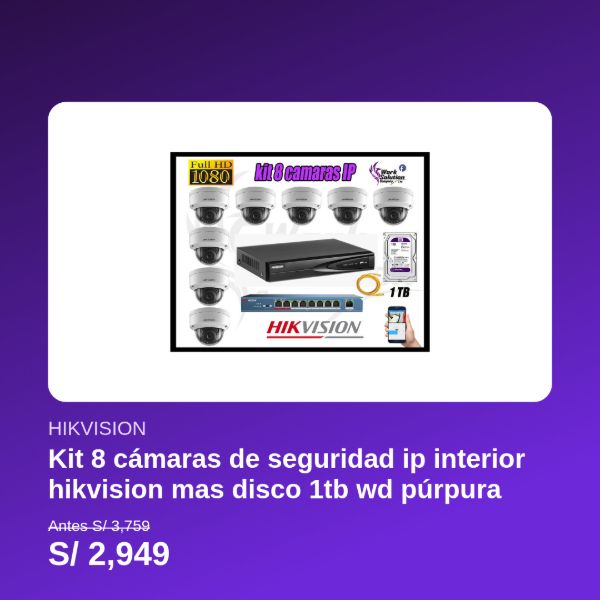 Full HD
1080
kit 8 camaras IP
Work
Solution
1 TB
HIKVISION
HIKVISION
Kit 8 cámaras de seguridad ip interior
hikvision mas disco 1tb wd púrpura
Antes S/ 3,759
S/ 2,949